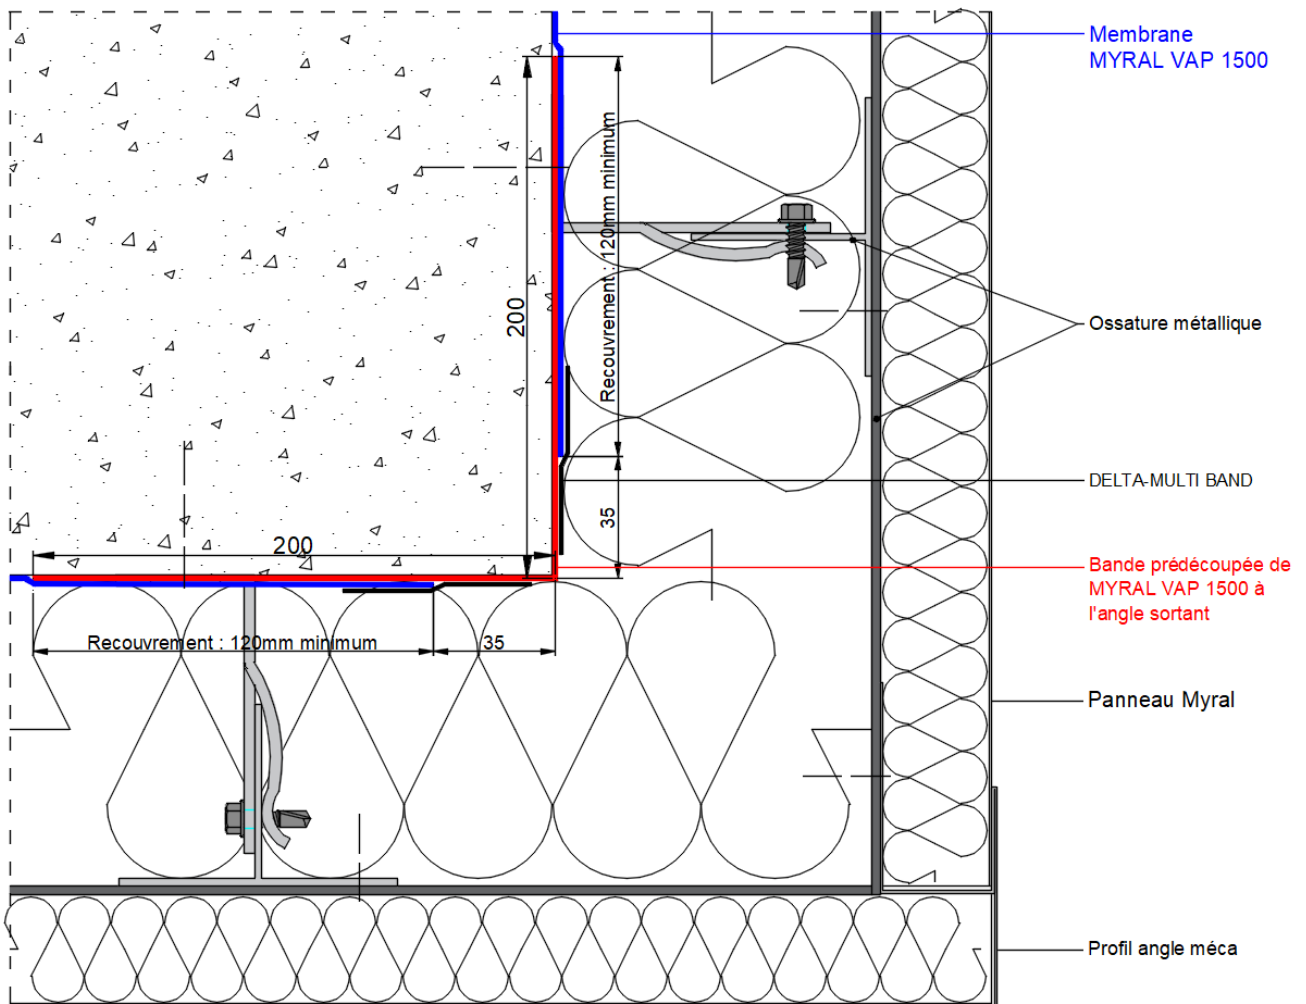 Membrane
MYRAL VAP 1500
Recouvrement : 120mm minimum
200
Ossature métallique
DELTA-MULTI BAND
35
200
Bande prédécoupée de
MYRAL VAP 1500 à
l'angle sortant
Recouvrement : 120mm minimum
35
Panneau Myral
Profil angle méca